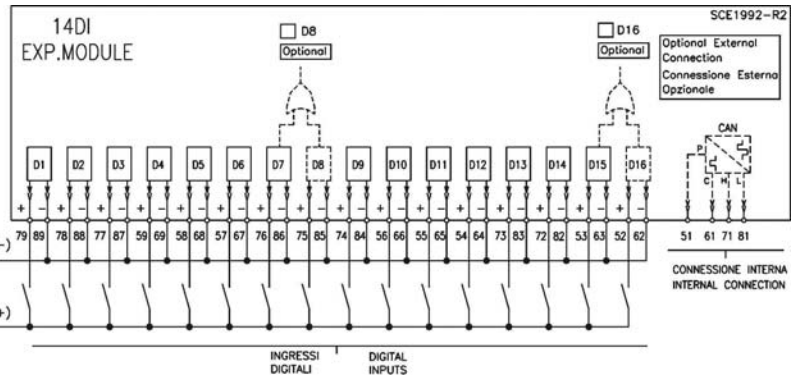 SCE1992-R2
14DI
EXP.MODULE
D8
Optional
D16
Optional
Optional External
Connection
Connessione Esterna
Opzionale
CAN
P
C H L
D1 D2 D3 D4 D5 D6 D7 D8 D9 D10 D11 D12 D13 D14 D15 D16
+ − + − + − + − + − + − + − + − + − + − + − + − + − + − + − + −
79 89 78 88 77 87 59 69 58 68 57 67 76 86 75 85 74 84 56 66 55 65 54 64 73 83 72 82 53 63 52 62 51 61 71 81
−)
+)
CONNESSIONE INTERNA
INTERNAL CONNECTION
INGRESSI DIGITAL
DIGITALI INPUTS